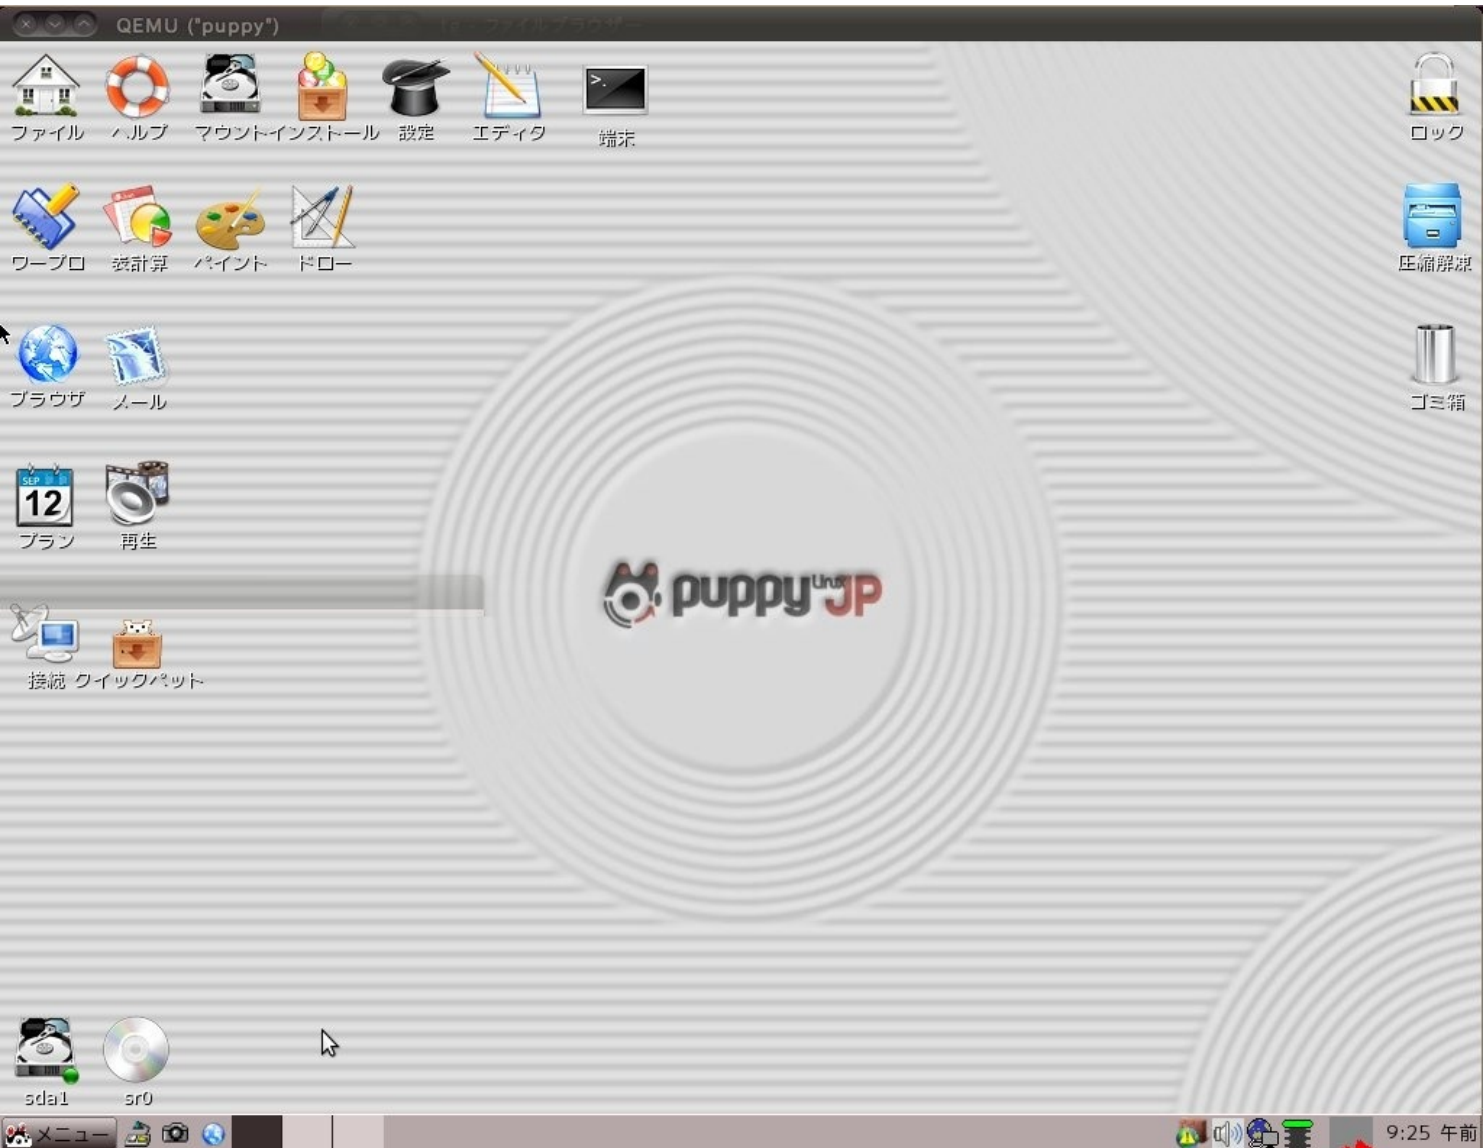 QEMU ("puppy")
ファイル ヘルプ マウント インストール 設定 エディタ 端末 ロック
ワープロ 表計算 ペイント ドロー 圧縮解凍
ブラウザ メール ゴミ箱
SEP
12
プラン 再生
puppy Linux JP
接続 クイックペット
sda1 sr0
メニュー 9:25 午前